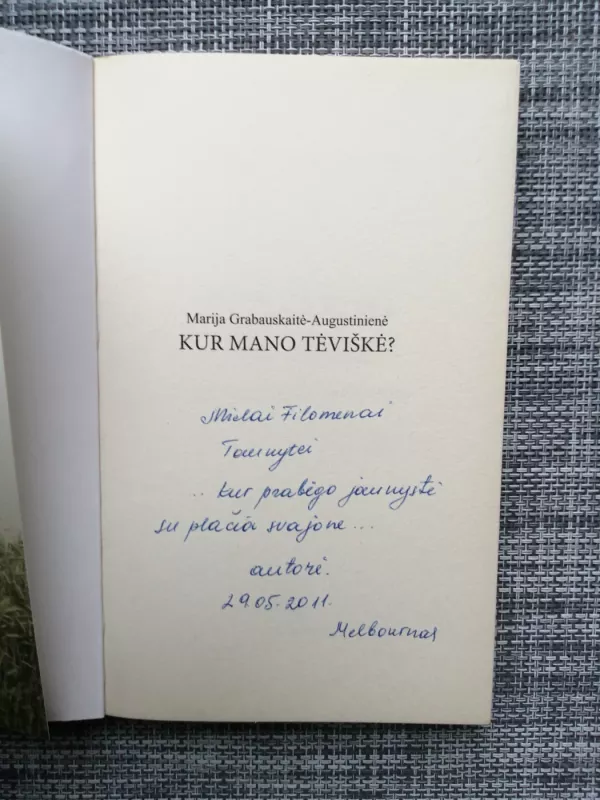 Marija Grabauskaitė-Augustinienė
KUR MANO TĖVIŠKĖ?
Mielai Filomenai
Taunytei
.. kur prabėgo jaunystė
su plačia svajone...
autorė.
29.05.2011.
Melbournas